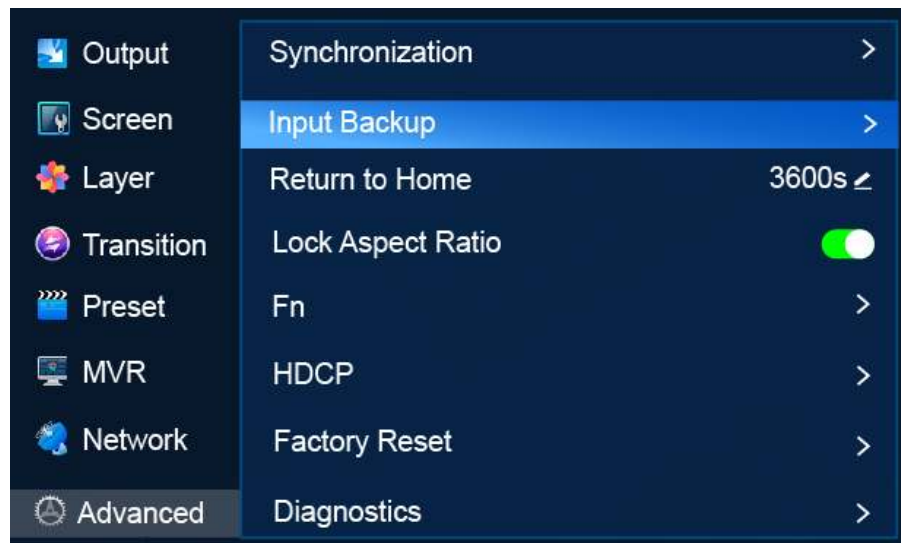 Output
Screen
Layer
Transition
Preset
MVR
Network
Advanced
Synchronization >
Input Backup >
Return to Home 3600s
Lock Aspect Ratio
Fn >
HDCP >
Factory Reset >
Diagnostics >